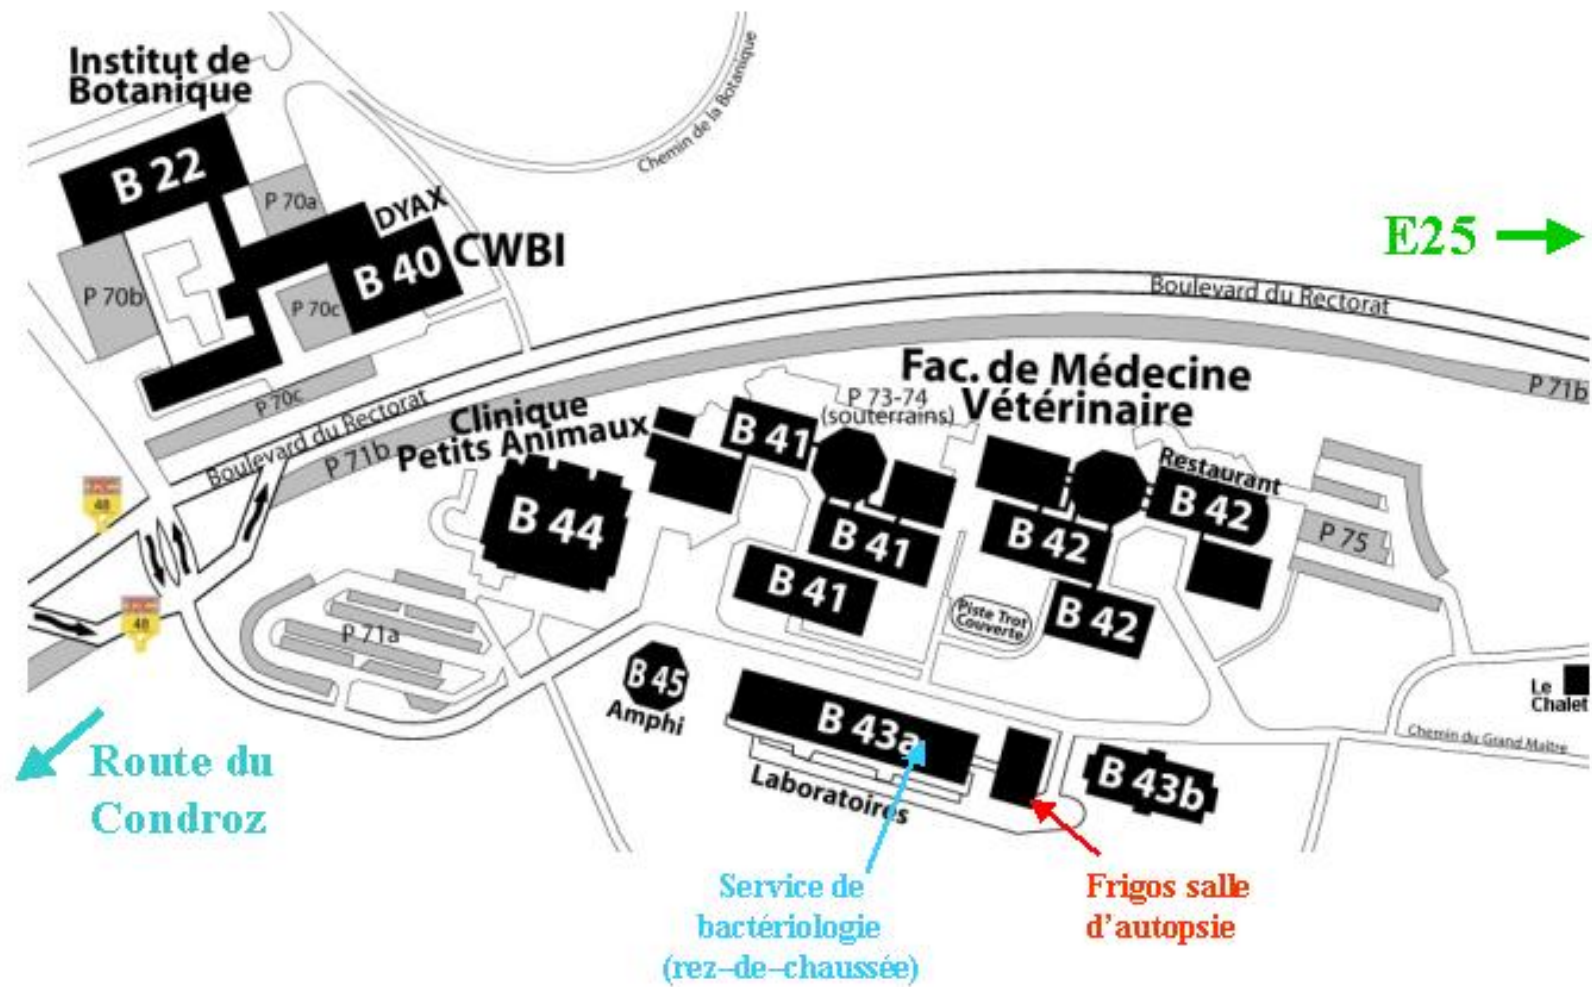 Institut de
Botanique
B 22
P 70a
DYAX
CWBI
B 40
P 70b
P 70c
P 70c
Chemin de la Botanique
E25
Boulevard du Rectorat
P 71b
Boulevard du Rectorat
P 71b
Clinique
Petits Animaux
Fac. de Médecine
Vétérinaire
P 73-74
(souterrains)
B 41
B 44
B 41
B 41
Restaurant
B 42
B 42
B 42
P 75
48
48
P 71a
Piste Trot
Couverte
B 45
Amphi
B 43a
Laboratoires
B 43b
Le
Chalet
Chemin du Grand Maître
Route du
Condroz
Service de
bactériologie
(rez-de-chaussée)
Frigos salle
d'autopsie